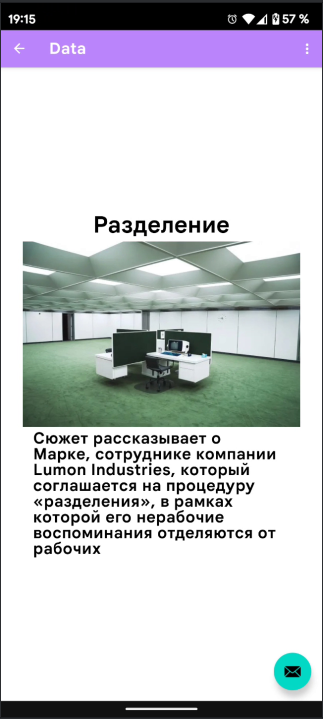 19:15
57 %
Data
Разделение
Сюжет рассказывает о
Марке, сотруднике компании
Lumon Industries, который
соглашается на процедуру
«разделения», в рамках
которой его нерабочие
воспоминания отделяются от
рабочих